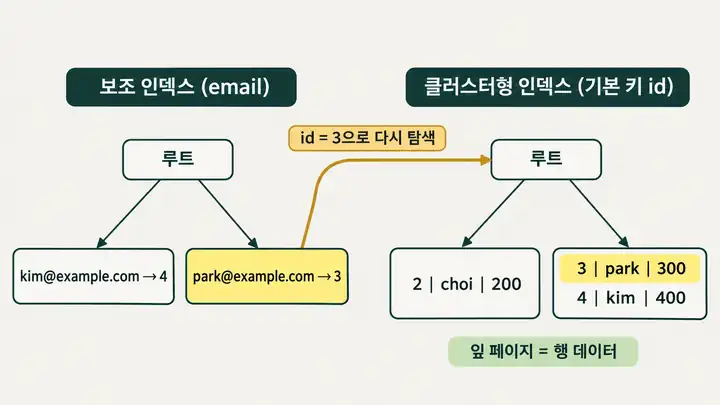 보조 인덱스 (email)
클러스터형 인덱스 (기본 키 id)
id = 3으로 다시 탐색
루트
루트
kim@example.com → 4
park@example.com → 3
2 | choi | 200
3 | park | 300
4 | kim | 400
잎 페이지 = 행 데이터